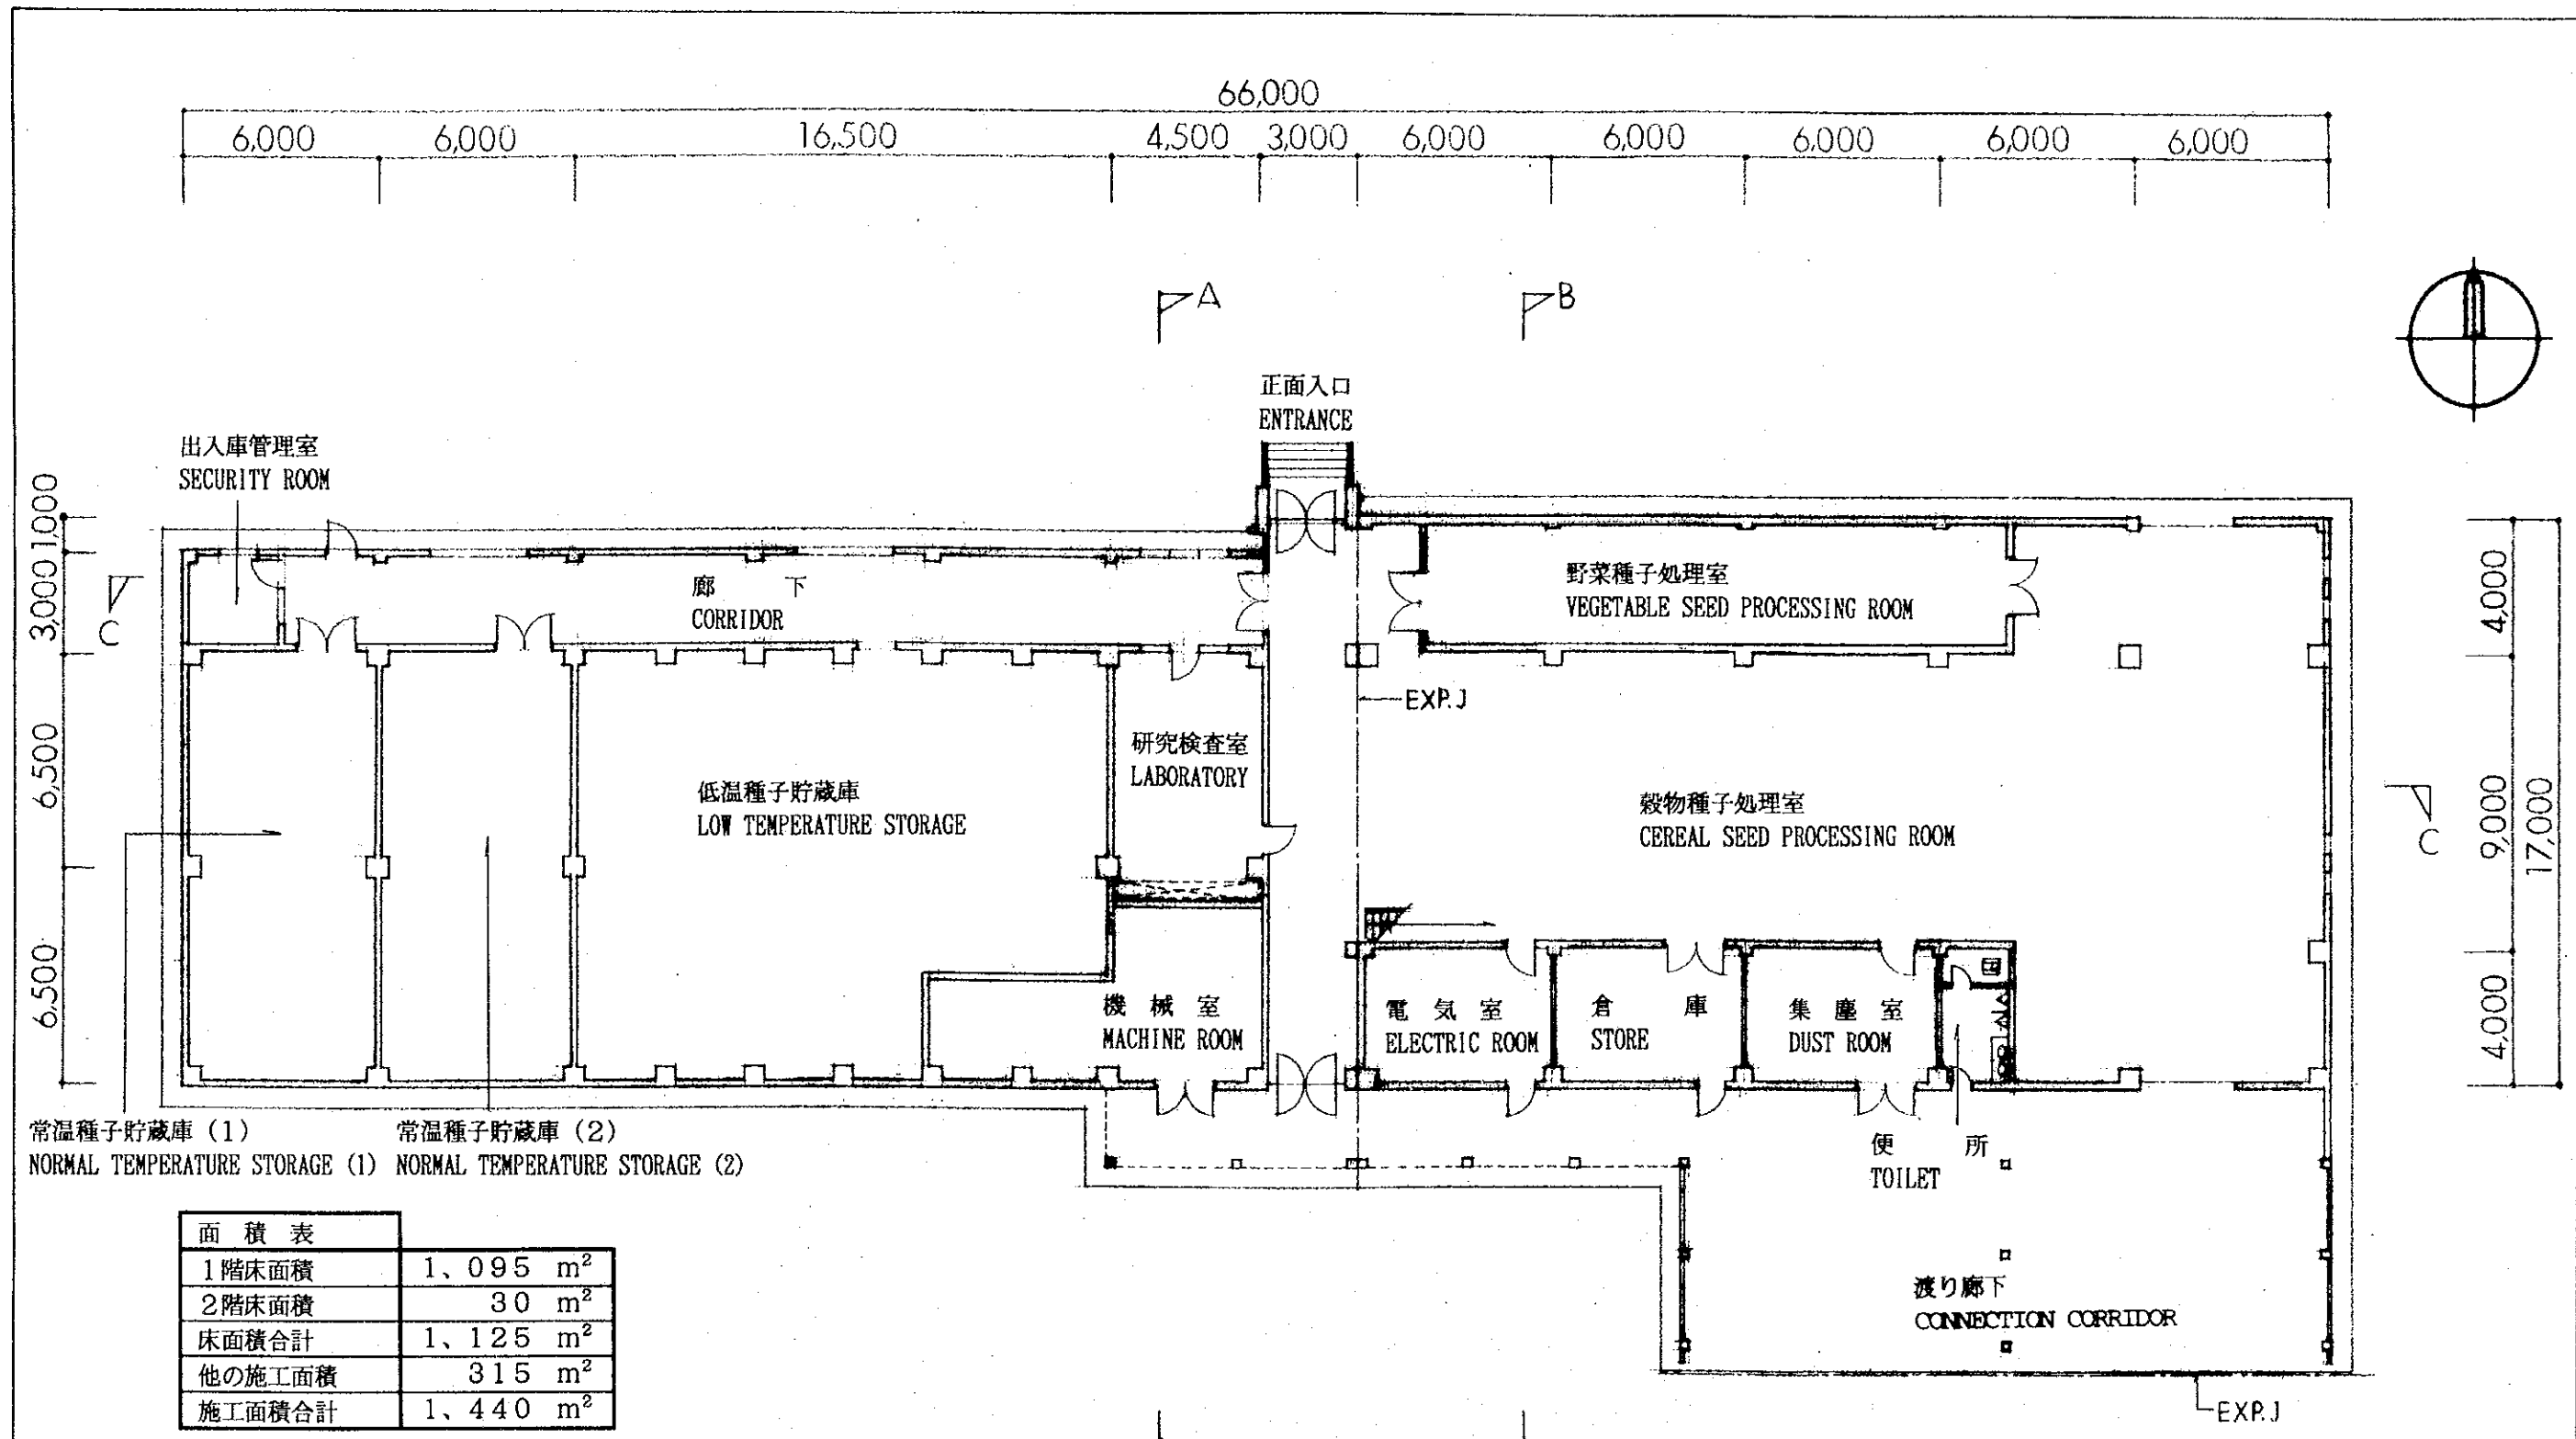 66,000
6,000 6,000 16,500 4,500 3,000 6,000 6,000 6,000 6,000 6,000
A B
正面入口
ENTRANCE
出入庫管理室
SECURITY ROOM
1,000
3,000
6,500
6,500
C
廊 下
CORRIDOR
野菜種子処理室
VEGETABLE SEED PROCESSING ROOM
EXP.J
研究検査室
LABORATORY
低温種子貯蔵庫
LOW TEMPERATURE STORAGE
穀物種子処理室
CEREAL SEED PROCESSING ROOM
C
4,000
9,000
4,000
17,000
機 械 室
MACHINE ROOM
電 気 室
ELECTRIC ROOM
倉 庫
STORE
集 塵 室
DUST ROOM
便 所
TOILET
常温種子貯蔵庫 (1)
NORMAL TEMPERATURE STORAGE (1)
常温種子貯蔵庫 (2)
NORMAL TEMPERATURE STORAGE (2)
渡り廊下
CONNECTION CORRIDOR
EXP.J
面 積 表
1階床面積 1、095 m²
2階床面積 30 m²
床面積合計 1、125 m²
他の施工面積 315 m²
施工面積合計 1、440 m²